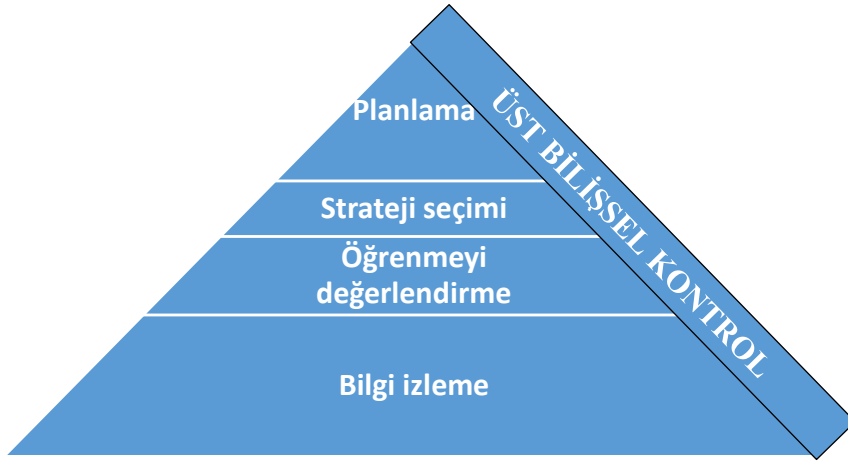 Planlama
Strateji seçimi
Öğrenmeyi
değerlendirme
Bilgi izleme
ÜST BİLİŞSEL KONTROL